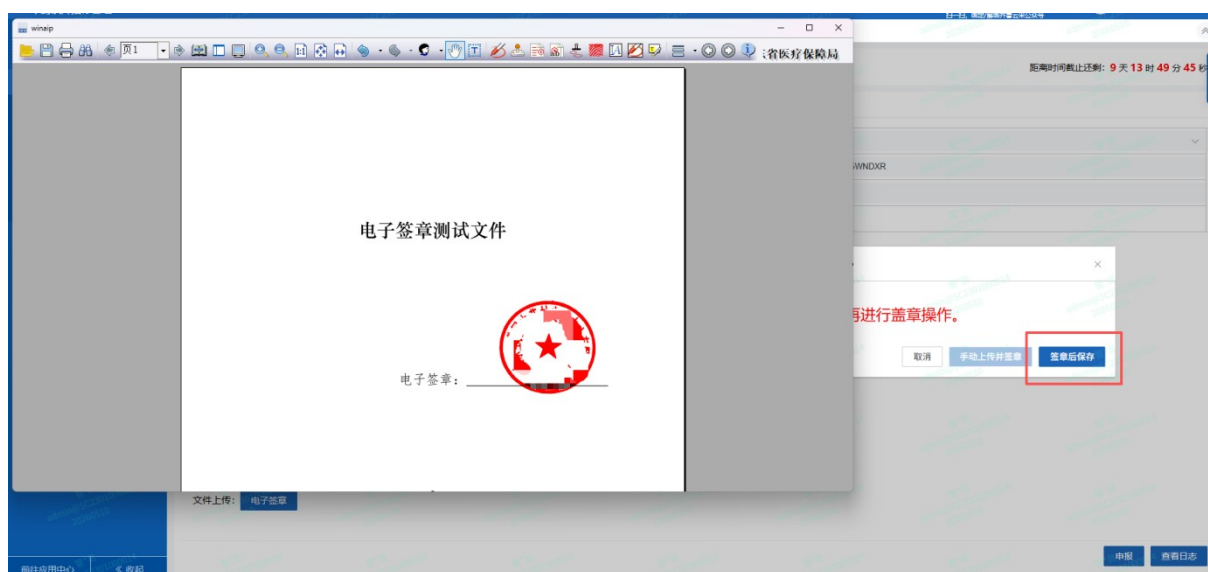 winaip
页1
省医疗保障局
距离时间截止还剩：9 天 13 时 49 分 45 秒
WNDXR
电子签章测试文件
再进行盖章操作。
取消 手动上传并签章 签章后保存
电子签章：
文件上传： 电子签章
申报 查看日志
前往应用中心 收起